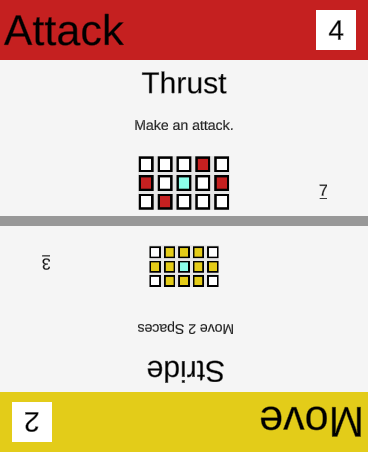 Attack
4
Thrust
Make an attack.
7
Move
2
Stride
Move 2 Spaces
3